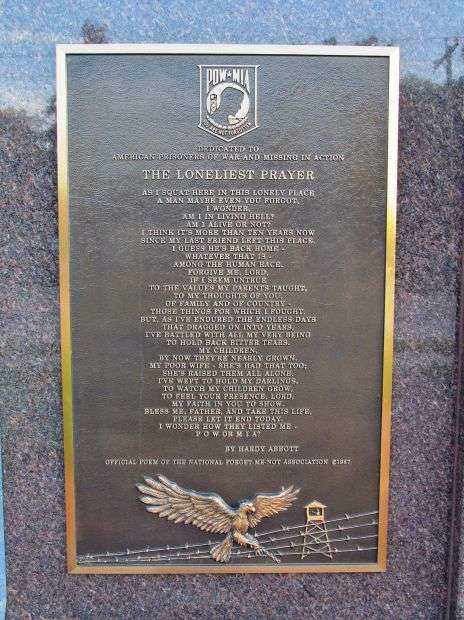 POW★MIA
YOU ARE NOT FORGOTTEN
DEDICATED TO
AMERICAN PRISONERS OF WAR AND MISSING IN ACTION
THE LONELIEST PRAYER
AS I SQUAT HERE IN THIS LONELY PLACE
A MAN MAYBE EVEN YOU FORGOT,
I WONDER,
AM I IN LIVING HELL?
AM I ALIVE OR NOT?
I THINK IT'S MORE THAN TEN YEARS NOW
SINCE MY LAST FRIEND LEFT THIS PLACE.
I GUESS HE'S BACK HOME -
WHATEVER THAT IS -
AMONG THE HUMAN RACE.
FORGIVE ME, LORD,
IF I SEEM UNTRUE
TO THE VALUES MY PARENTS TAUGHT,
TO MY THOUGHTS OF YOU,
OF FAMILY AND OF COUNTRY -
THOSE THINGS FOR WHICH I FOUGHT.
BUT, AS I'VE ENDURED THE ENDLESS DAYS
THAT DRAGGED ON INTO YEARS,
I'VE BATTLED WITH ALL MY VERY BEING
TO HOLD BACK BITTER TEARS.
MY CHILDREN,
BY NOW THEY'RE NEARLY GROWN,
MY POOR WIFE - SHE'S HAD THAT TOO;
SHE'S RAISED THEM ALL ALONE.
I'VE WEPT TO HOLD MY DARLINGS,
TO WATCH MY CHILDREN GROW,
TO FEEL YOUR PRESENCE, LORD,
MY FAITH IN YOU TO SHOW.
BLESS ME, FATHER, AND TAKE THIS LIFE,
PLEASE LET IT END TODAY.
I WONDER HOW THEY LISTED ME -
P O W OR M I A?
BY HARDY ABBOTT
OFFICIAL POEM OF THE NATIONAL FORGET-ME-NOT ASSOCIATION ©1987